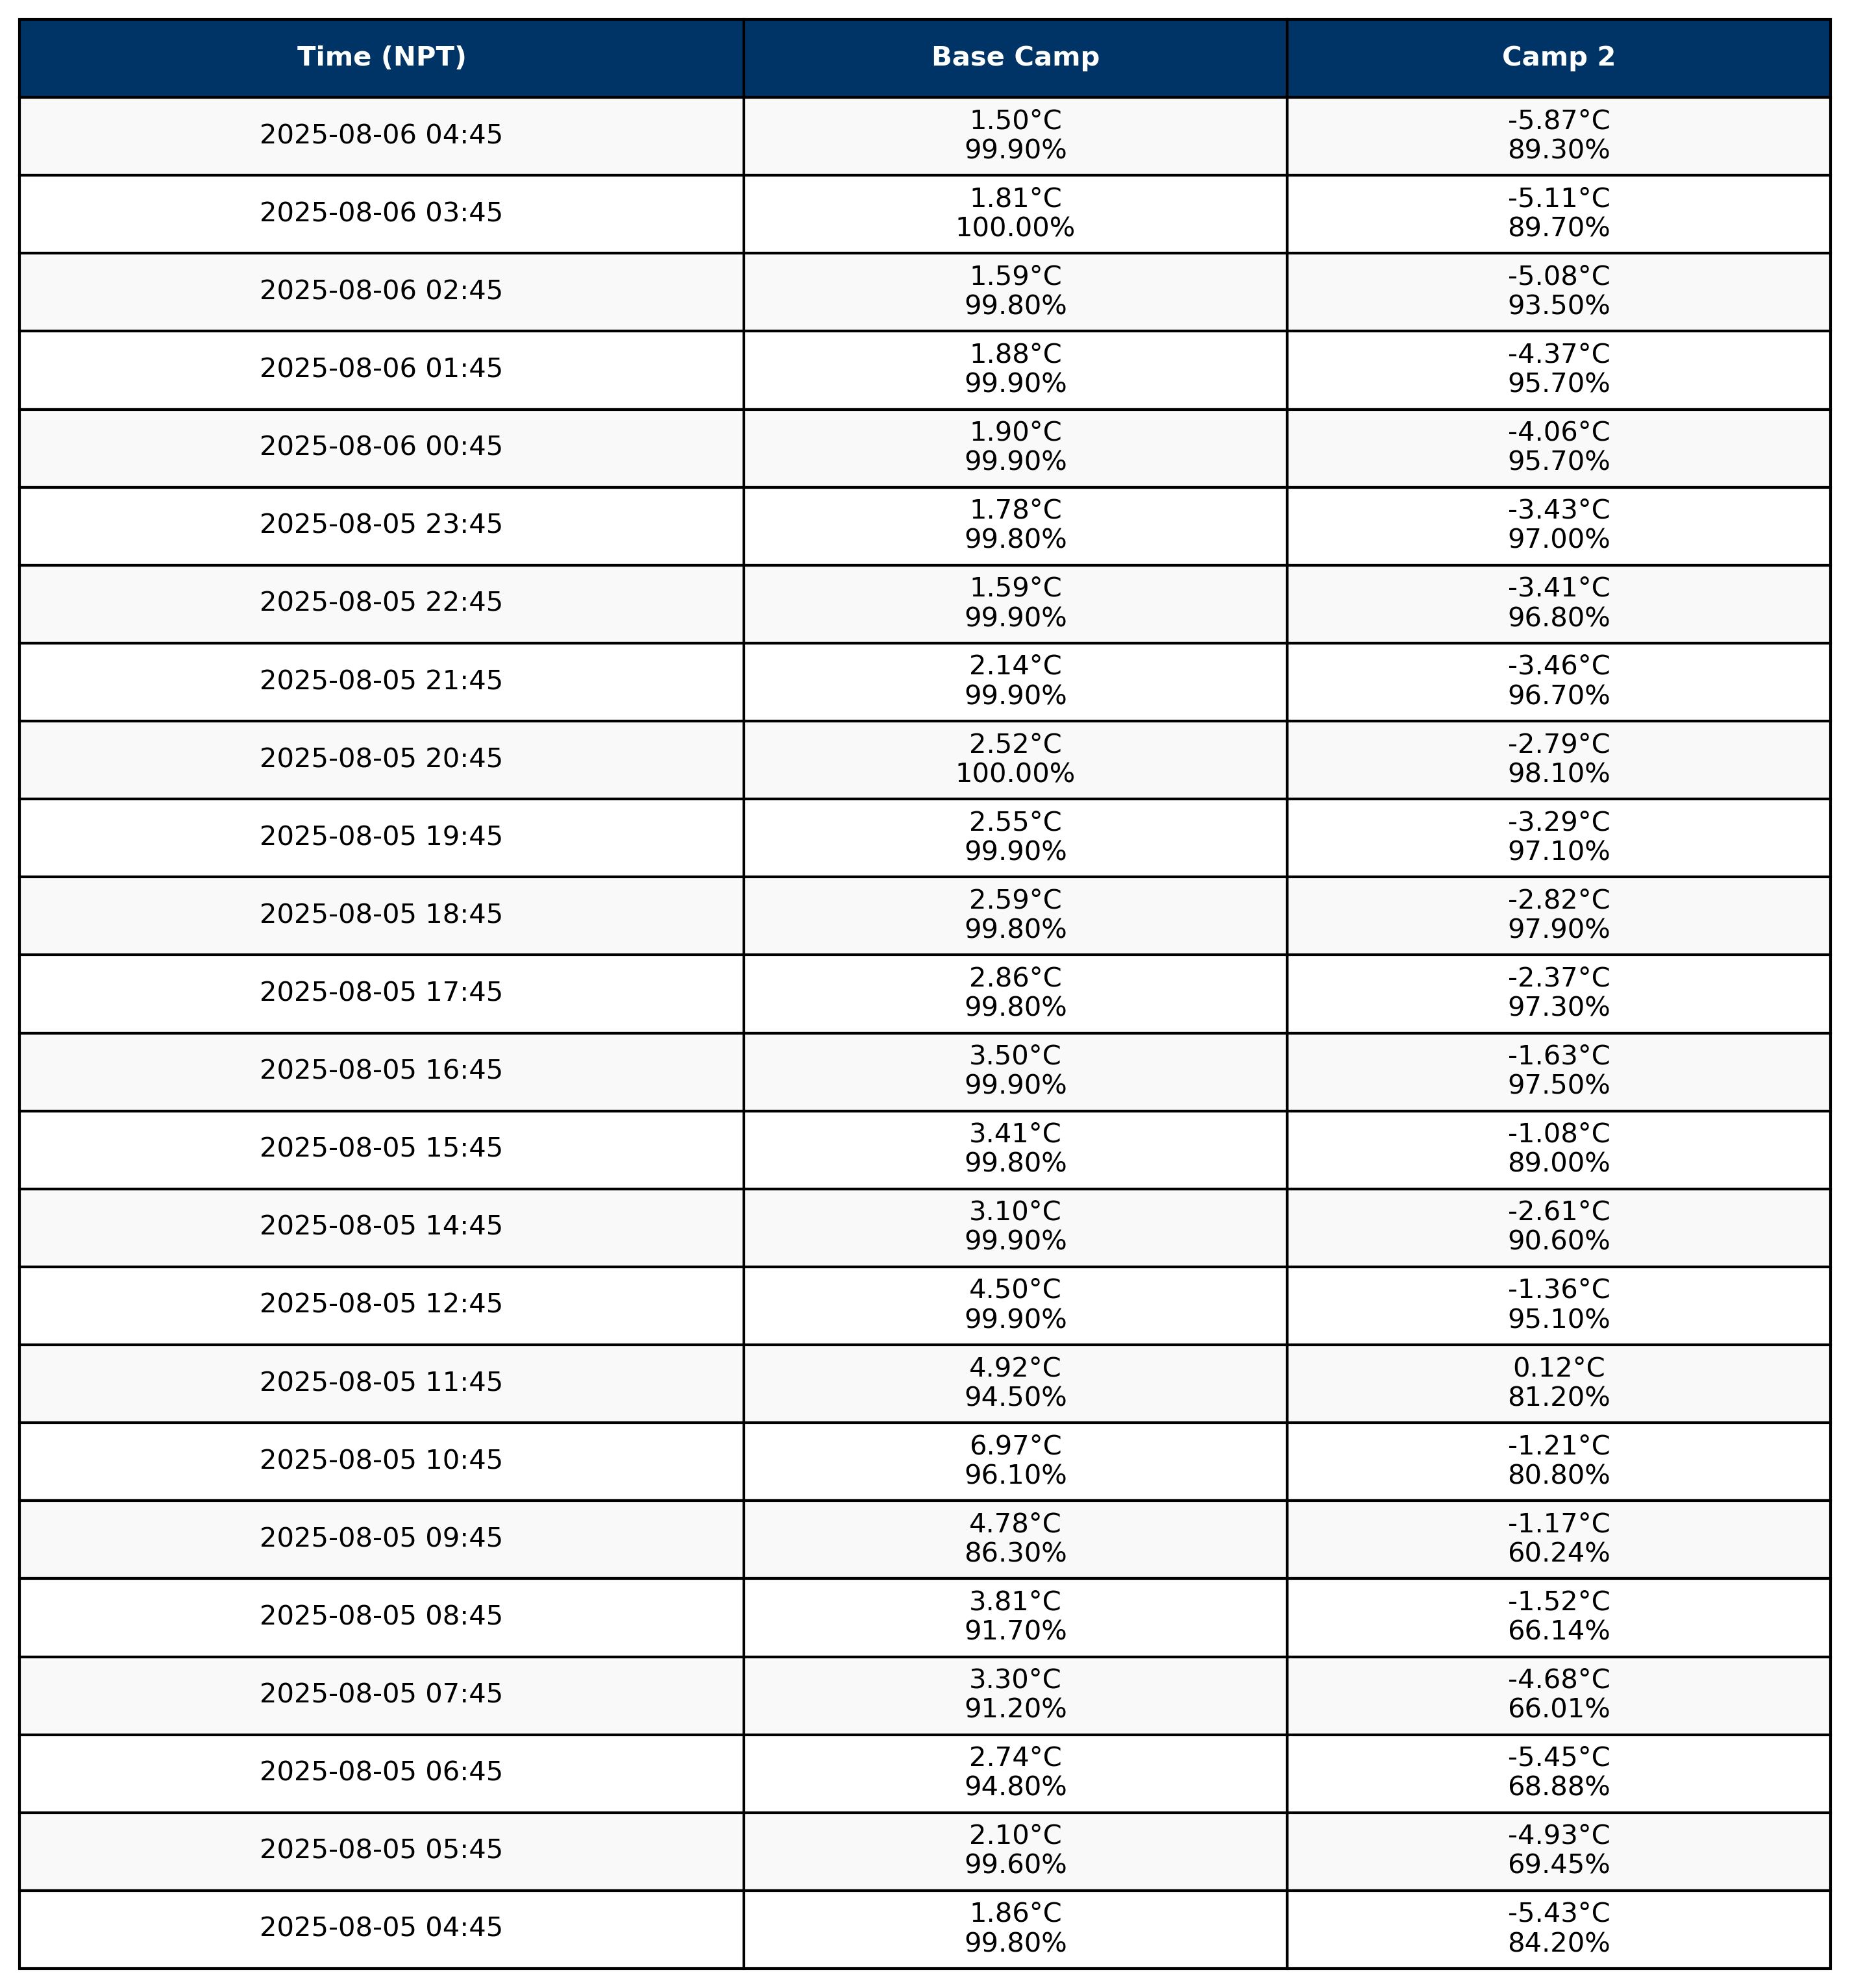 Time (NPT) Base Camp Camp 2
2025-08-06 04:45 1.50°C -5.87°C
99.90% 89.30%
2025-08-06 03:45 1.81°C -5.11°C
100.00% 89.70%
2025-08-06 02:45 1.59°C -5.08°C
99.80% 93.50%
2025-08-06 01:45 1.88°C -4.37°C
99.90% 95.70%
2025-08-06 00:45 1.90°C -4.06°C
99.90% 95.70%
2025-08-05 23:45 1.78°C -3.43°C
99.80% 97.00%
2025-08-05 22:45 1.59°C -3.41°C
99.90% 96.80%
2025-08-05 21:45 2.14°C -3.46°C
99.90% 96.70%
2025-08-05 20:45 2.52°C -2.79°C
100.00% 98.10%
2025-08-05 19:45 2.55°C -3.29°C
99.90% 97.10%
2025-08-05 18:45 2.59°C -2.82°C
99.80% 97.90%
2025-08-05 17:45 2.86°C -2.37°C
99.80% 97.30%
2025-08-05 16:45 3.50°C -1.63°C
99.90% 97.50%
2025-08-05 15:45 3.41°C -1.08°C
99.80% 89.00%
2025-08-05 14:45 3.10°C -2.61°C
99.90% 90.60%
2025-08-05 12:45 4.50°C -1.36°C
99.90% 95.10%
2025-08-05 11:45 4.92°C 0.12°C
94.50% 81.20%
2025-08-05 10:45 6.97°C -1.21°C
96.10% 80.80%
2025-08-05 09:45 4.78°C -1.17°C
86.30% 60.24%
2025-08-05 08:45 3.81°C -1.52°C
91.70% 66.14%
2025-08-05 07:45 3.30°C -4.68°C
91.20% 66.01%
2025-08-05 06:45 2.74°C -5.45°C
94.80% 68.88%
2025-08-05 05:45 2.10°C -4.93°C
99.60% 69.45%
2025-08-05 04:45 1.86°C -5.43°C
99.80% 84.20%